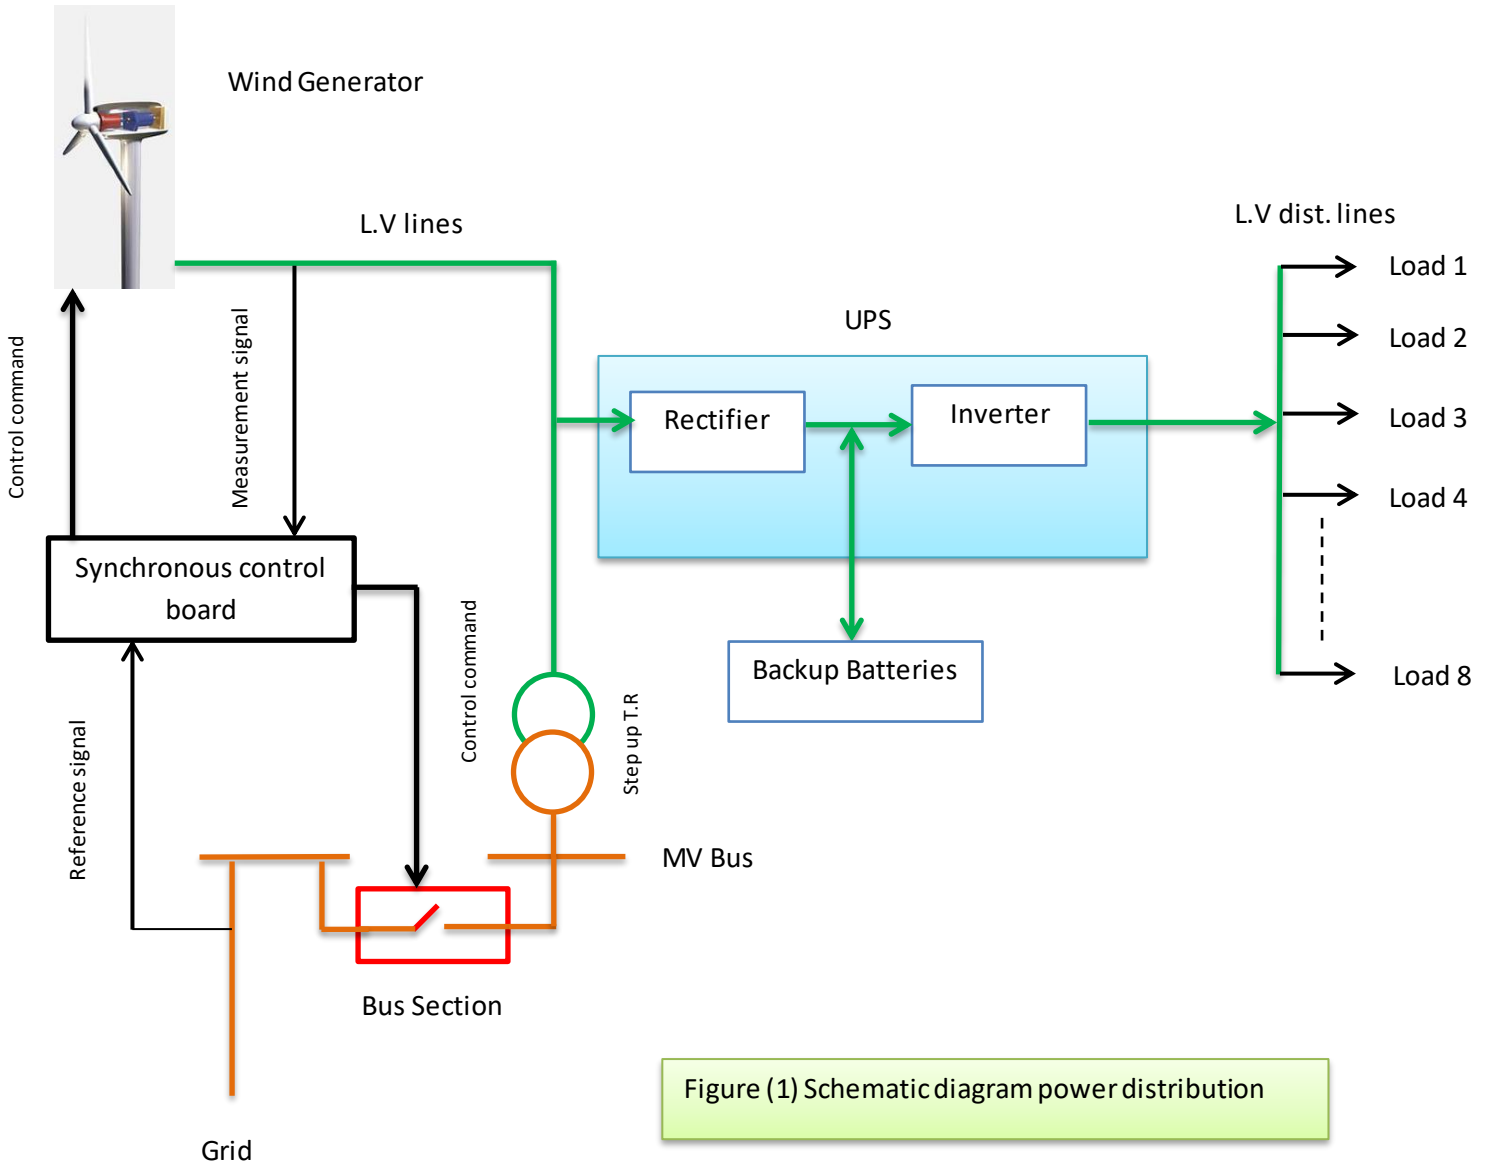 Wind Generator
L.V lines
L.V dist. lines
Load 1
UPS
Load 2
Control command
Measurement signal
Rectifier
Inverter
Load 3
Load 4
Synchronous control
board
Control command
Backup Batteries
Load 8
Step up T.R
Reference signal
MV Bus
Bus Section
Figure (1) Schematic diagram power distribution
Grid